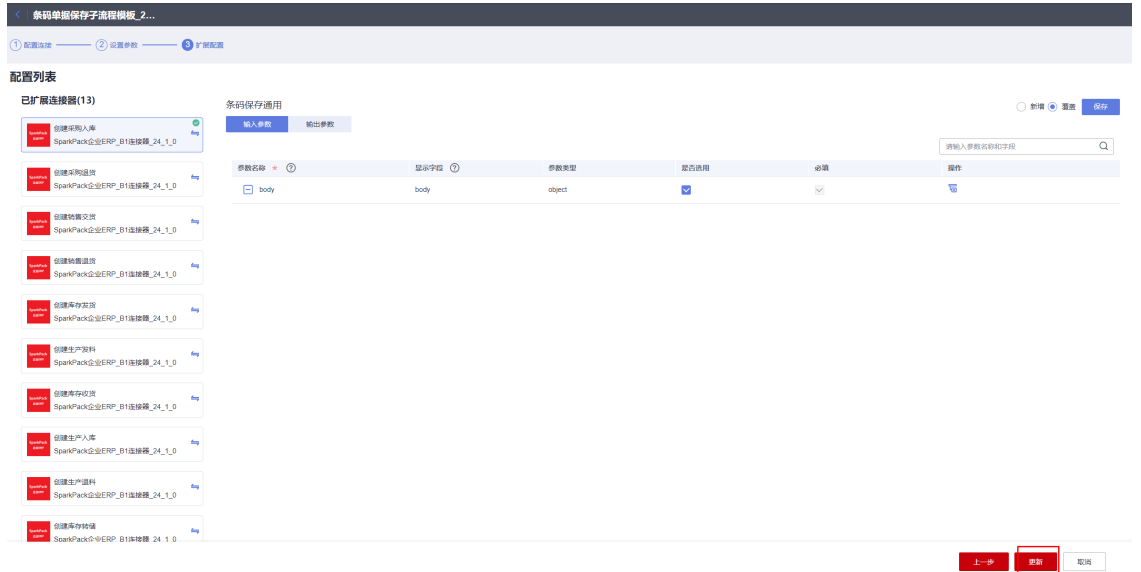 条码单据保存子流程模板_2...
1 配置连接 2 设置参数 3 扩展配置
配置列表
已扩展连接器(13)
条码保存通用
新增 覆盖 保存
输入参数 输出参数
请输入参数名称和字段
参数名称 * ? 显示字段 ? 参数类型 是否选用 必填 操作
body body object
创建采购入库
SparkPack企业ERP_B1连接器_24_1_0
创建采购退货
SparkPack企业ERP_B1连接器_24_1_0
创建销售交货
SparkPack企业ERP_B1连接器_24_1_0
创建销售退货
SparkPack企业ERP_B1连接器_24_1_0
创建库存发货
SparkPack企业ERP_B1连接器_24_1_0
创建生产发料
SparkPack企业ERP_B1连接器_24_1_0
创建库存收货
SparkPack企业ERP_B1连接器_24_1_0
创建生产入库
SparkPack企业ERP_B1连接器_24_1_0
创建生产退料
SparkPack企业ERP_B1连接器_24_1_0
创建库存转储
SparkPack企业ERP_B1连接器_24_1_0
上一步 更新 取消